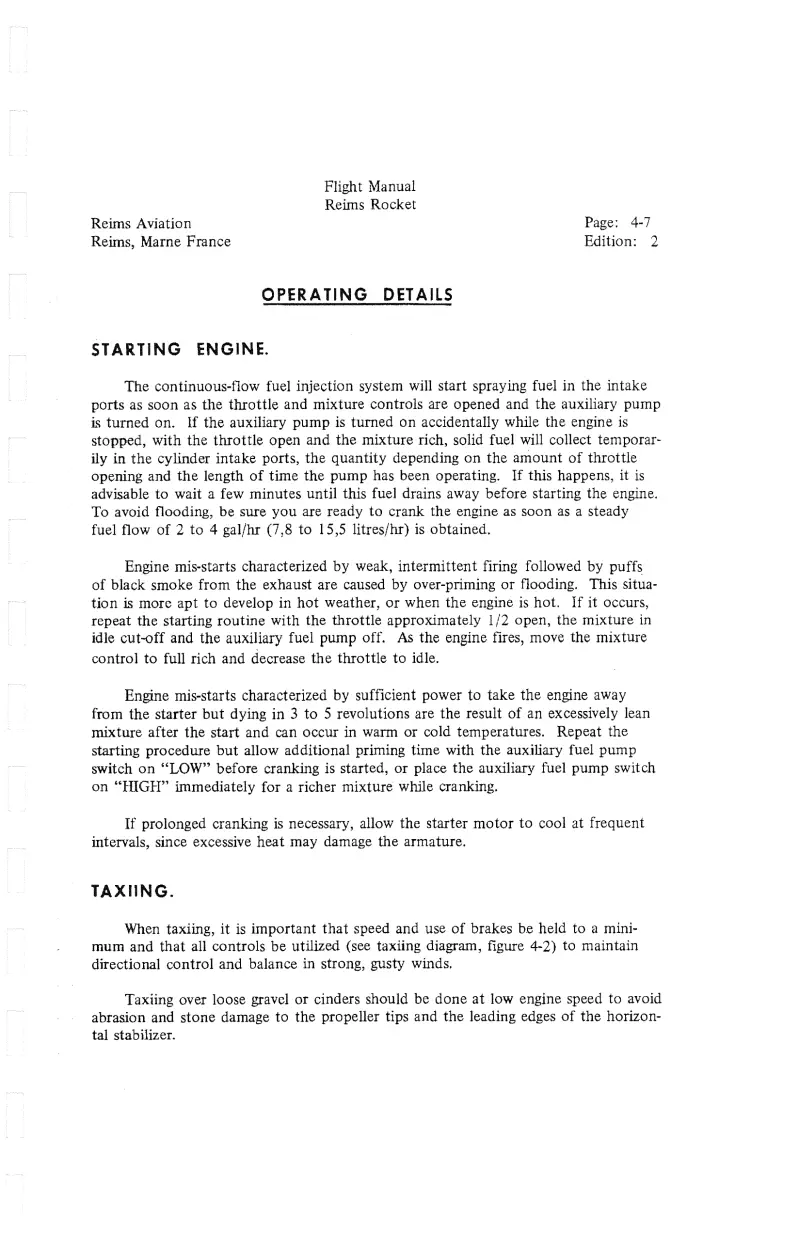 Flight Manual
Reims Rocket
Reims Aviation Page: 4-7
Reims, Marne France Edition: 2
OPERATING DETAILS
STARTING ENGINE.
The continuous-flow fuel injection system will start spraying fuel in the intake
ports as soon as the throttle and mixture controls are opened and the auxiliary pump
is turned on. If the auxiliary pump is turned on accidentally while the engine is
stopped, with the throttle open and the mixture rich, solid fuel will collect temporar-
ily in the cylinder intake ports, the quantity depending on the amount of throttle
opening and the length of time the pump has been operating. If this happens, it is
advisable to wait a few minutes until this fuel drains away before starting the engine.
To avoid flooding, be sure you are ready to crank the engine as soon as a steady
fuel flow of 2 to 4 gal/hr (7,8 to 15,5 litres/hr) is obtained.
Engine mis-starts characterized by weak, intermittent firing followed by puffs
of black smoke from the exhaust are caused by over-priming or flooding. This situa-
tion is more apt to develop in hot weather, or when the engine is hot. If it occurs,
repeat the starting routine with the throttle approximately 1/2 open, the mixture in
idle cut-off and the auxiliary fuel pump off. As the engine fires, move the mixture
control to full rich and decrease the throttle to idle.
Engine mis-starts characterized by sufficient power to take the engine away
from the starter but dying in 3 to 5 revolutions are the result of an excessively lean
mixture after the start and can occur in warm or cold temperatures. Repeat the
starting procedure but allow additional priming time with the auxiliary fuel pump
switch on “LOW” before cranking is started, or place the auxiliary fuel pump switch
on “HIGH” immediately for a richer mixture while cranking.
If prolonged cranking is necessary, allow the starter motor to cool at frequent
intervals, since excessive heat may damage the armature.
TAXIING.
When taxiing, it is important that speed and use of brakes be held to a mini-
mum and that all controls be utilized (see taxiing diagram, figure 4-2) to maintain
directional control and balance in strong, gusty winds.
Taxiing over loose gravel or cinders should be done at low engine speed to avoid
abrasion and stone damage to the propeller tips and the leading edges of the horizon-
tal stabilizer.